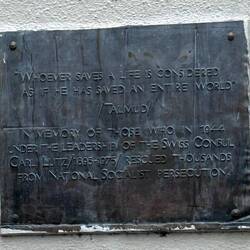 "WHOEVER SAVES A LIFE IS CONSIDERED
AS IF HE HAS SAVED AN ENTIRE WORLD"
/TALMUD/
IN MEMORY OF THOSE WHO IN 1944
UNDER THE LEADERSHIP OF THE SWISS CONSUL
CARL LUTZ /1895-1975/ RESCUED THOUSANDS
FROM NATIONAL SOCIALIST PERSECUTION.